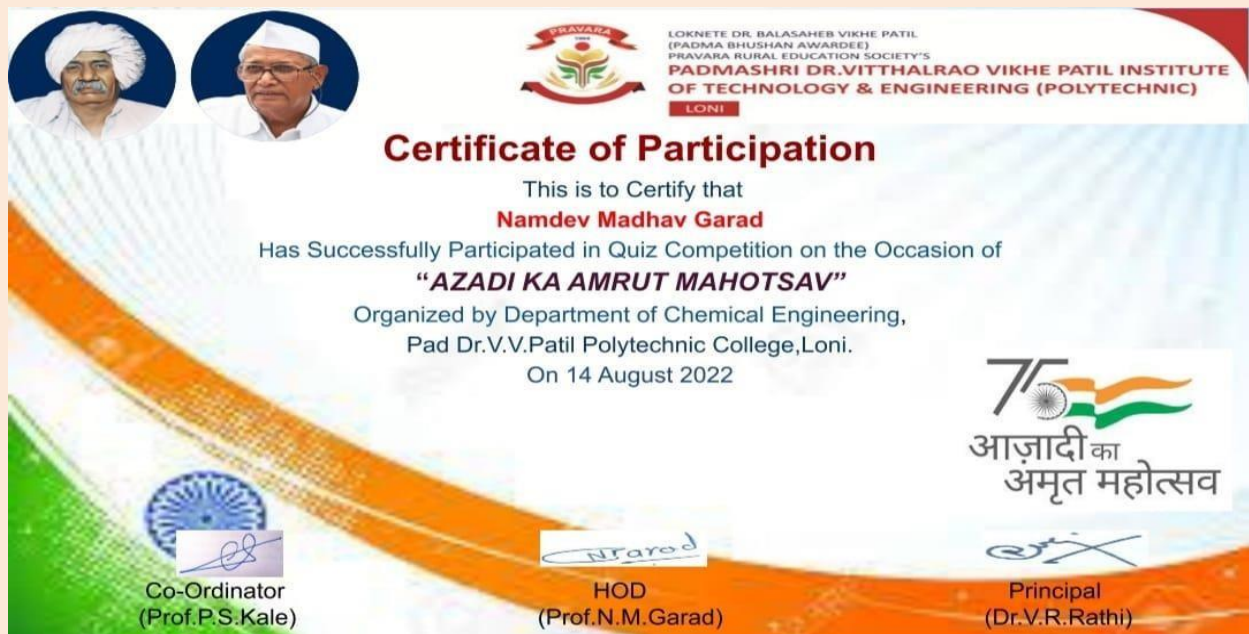 PRAVARA
LOKNETE DR. BALASAHEB VIKHE PATIL
(PADMA BHUSHAN AWARDEE)
PRAVARA RURAL EDUCATION SOCIETY'S
PADMASHRI DR.VITTHALRAO VIKHE PATIL INSTITUTE
OF TECHNOLOGY & ENGINEERING (POLYTECHNIC)
LONI
Certificate of Participation
This is to Certify that
Namdev Madhav Garad
Has Successfully Participated in Quiz Competition on the Occasion of
“AZADI KA AMRUT MAHOTSAV”
Organized by Department of Chemical Engineering,
Pad Dr.V.V.Patil Polytechnic College,Loni.
On 14 August 2022
75
आज़ादी का
अमृत महोत्सव
Co-Ordinator
(Prof.P.S.Kale)
HOD
(Prof.N.M.Garad)
Principal
(Dr.V.R.Rathi)